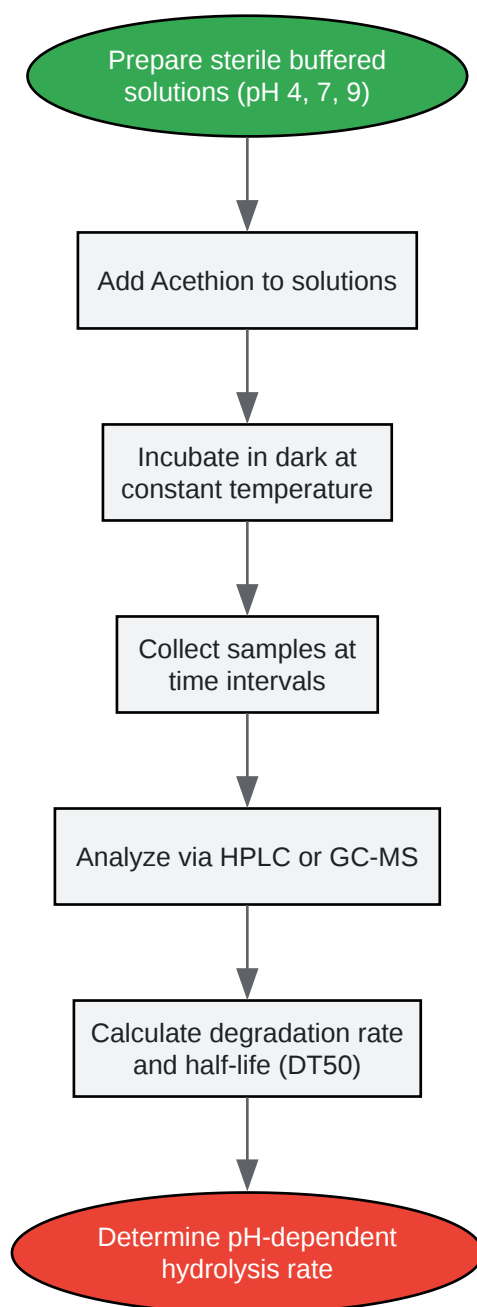 Prepare sterile buffered
solutions (pH 4, 7, 9)
Add Acethion to solutions
Incubate in dark at
constant temperature
Collect samples at
time intervals
Analyze via HPLC or GC-MS
Calculate degradation rate
and half-life (DT50)
Determine pH-dependent
hydrolysis rate